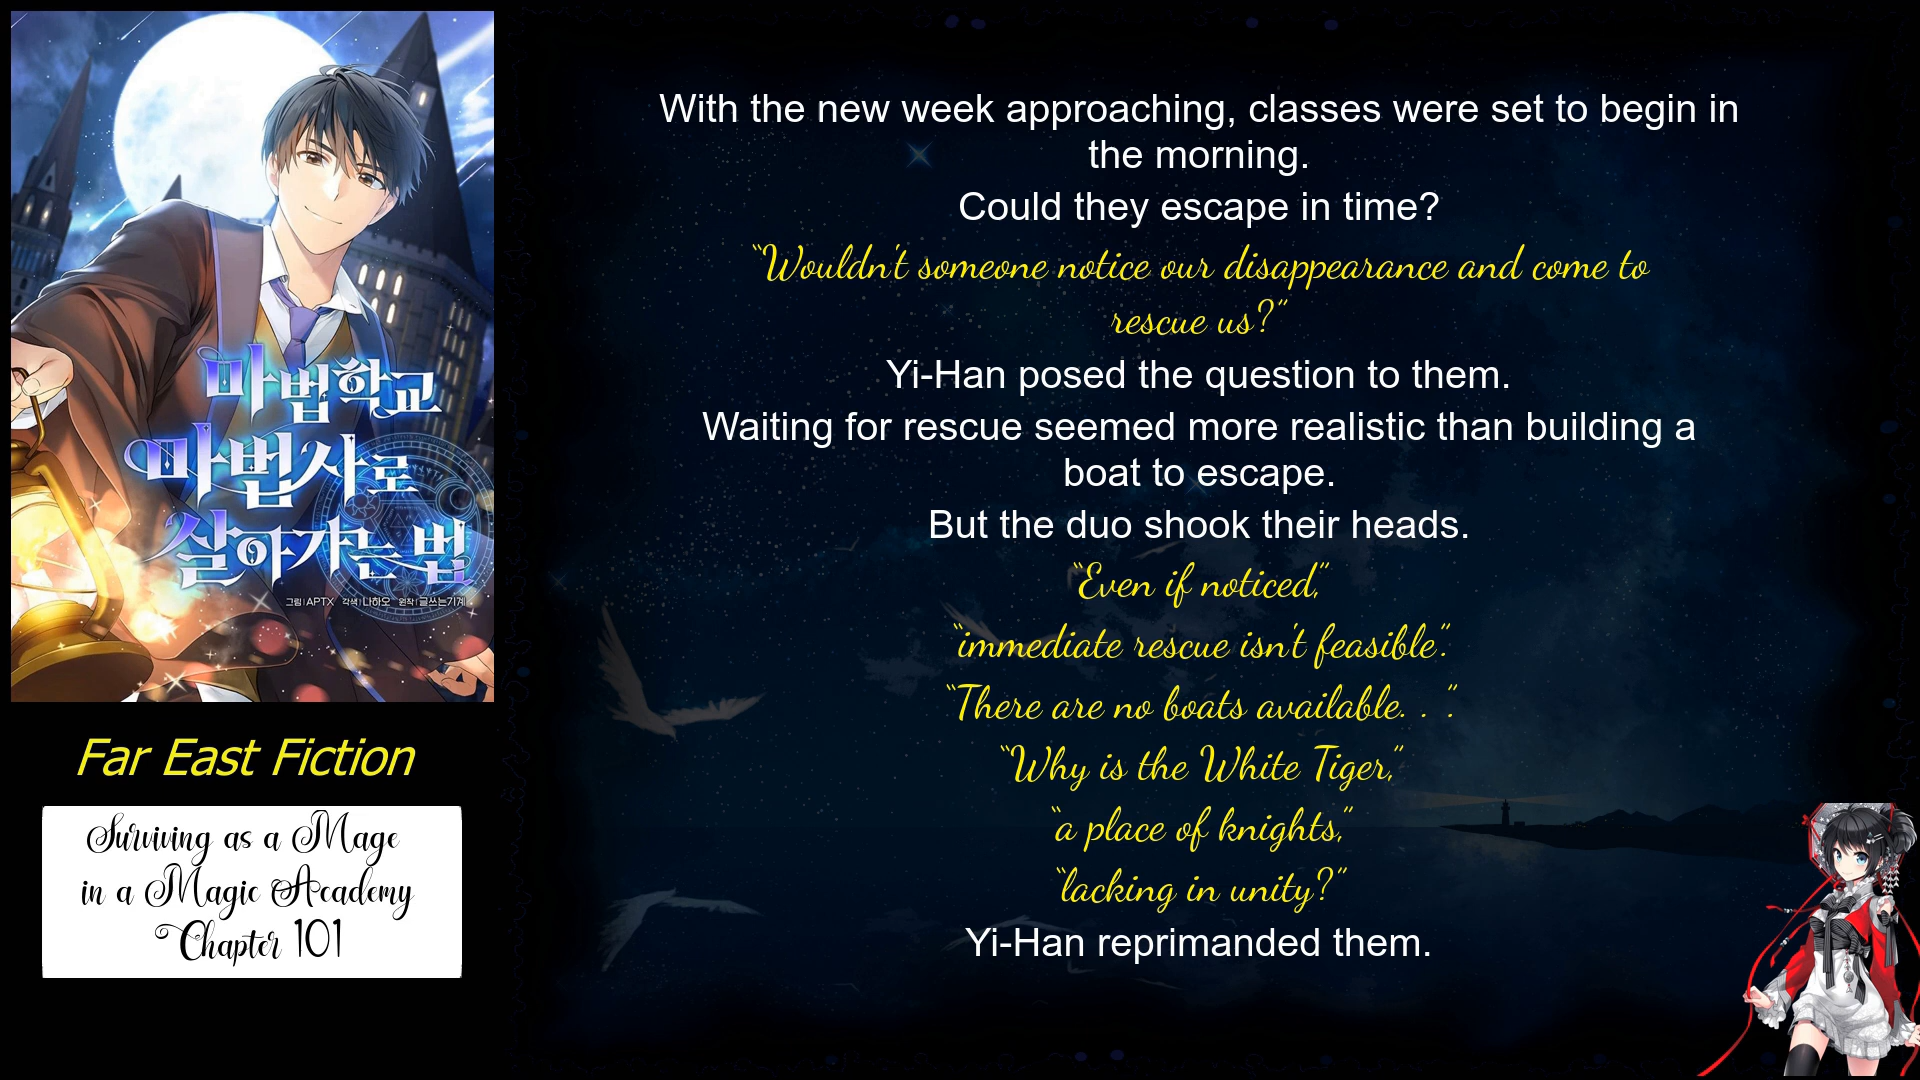 마법학교
마법사로
살아가는 법
그림 | APTX 각색 | 나하오 원작 | 글쓰는기계
Far East Fiction
Surviving as a Mage
in a Magic Academy
Chapter 101
With the new week approaching, classes were set to begin in
the morning.
Could they escape in time?
“Wouldn't someone notice our disappearance and come to
rescue us?”
Yi-Han posed the question to them.
Waiting for rescue seemed more realistic than building a
boat to escape.
But the duo shook their heads.
“Even if noticed,”
“immediate rescue isn't feasible”.
“There are no boats available. . ”.
“Why is the White Tiger,”
“a place of knights,”
“lacking in unity?”
Yi-Han reprimanded them.